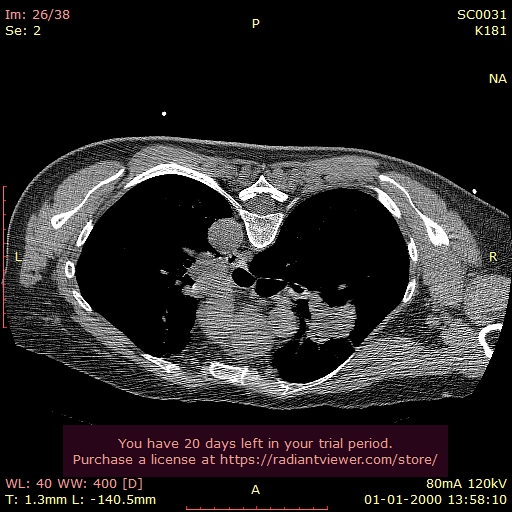 Im: 26/38
Se: 2
P
SC0031
K181
NA
L
R
You have 20 days left in your trial period.
Purchase a license at https://radiantviewer.com/store/
WL: 40 WW: 400 [D]
T: 1.3mm L: -140.5mm
A
80mA 120kV
01-01-2000 13:58:10